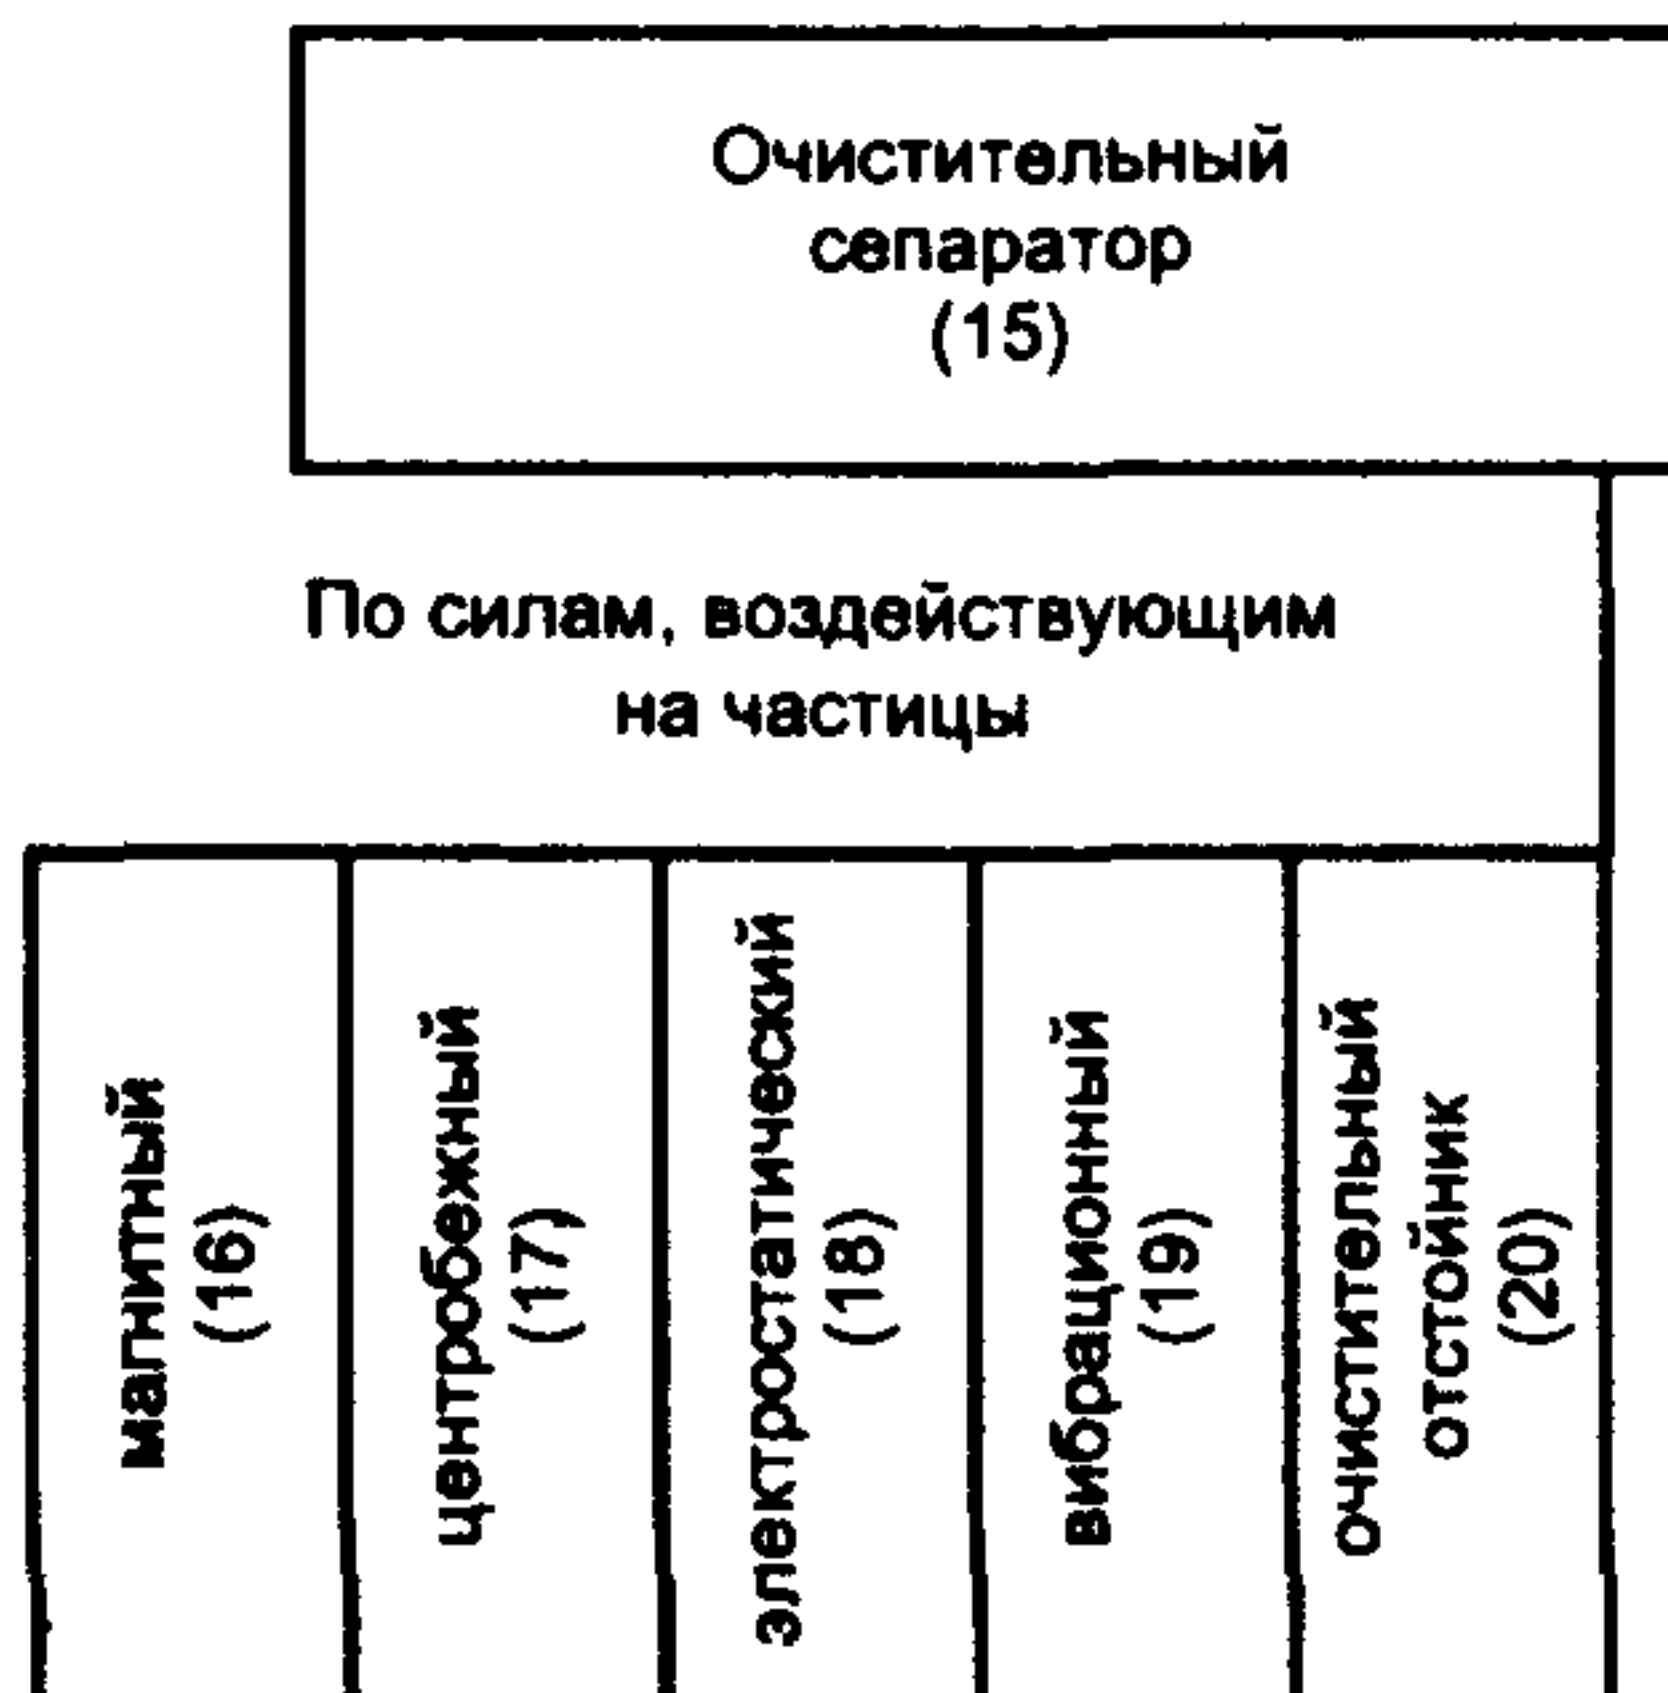 Очистительный
сепаратор
(15)
По силам, воздействующим
на частицы
магнитный
(16)
центробежный
(17)
электростатический
(18)
вибрационный
(19)
очистительный
отстойник
(20)